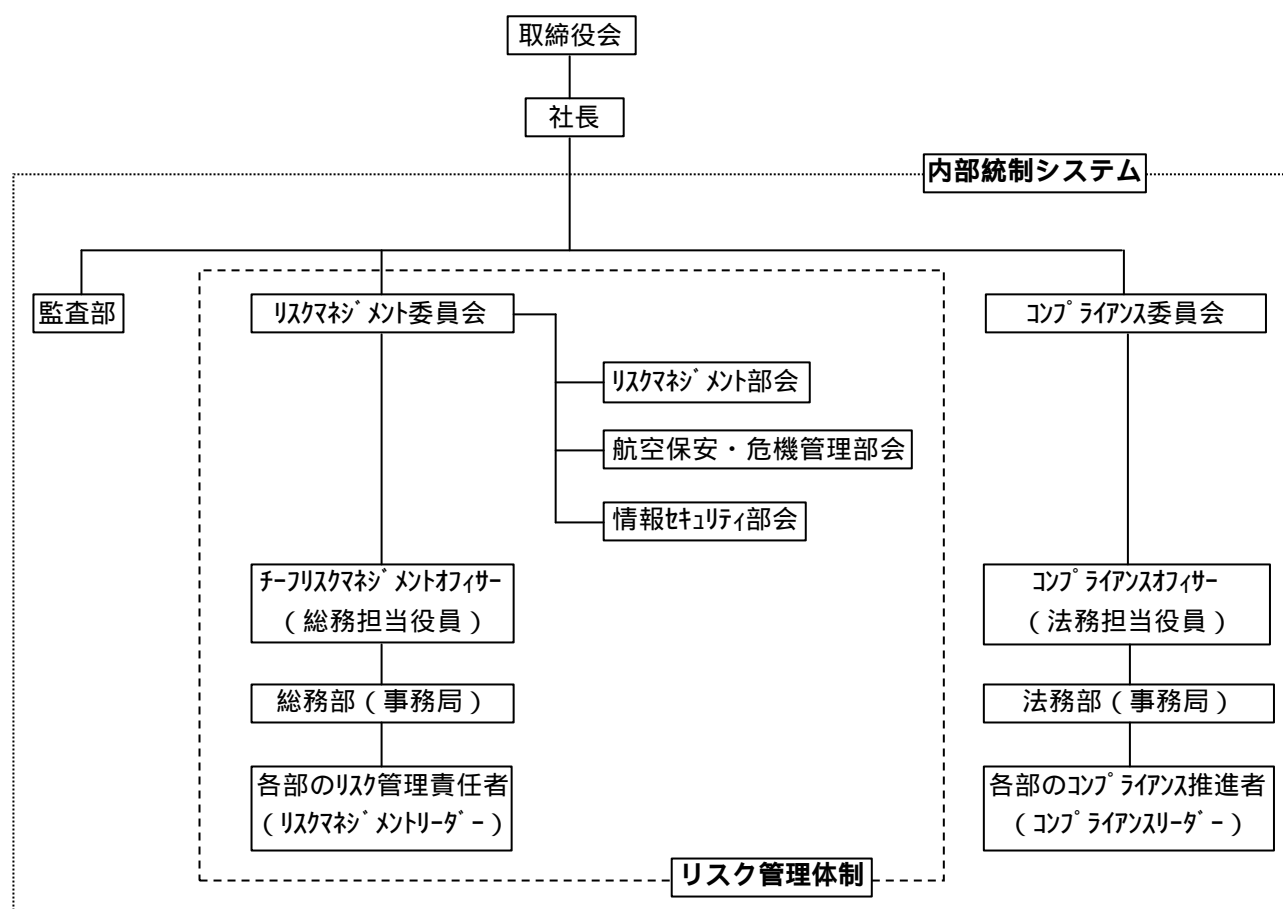 取締役会
社長
内部統制システム
監査部
ﾘｽｸﾏﾈｼﾞﾒﾝﾄ委員会
ｺﾝﾌﾟﾗｲｱﾝｽ委員会
ﾘｽｸﾏﾈｼﾞﾒﾝﾄ部会
航空保安・危機管理部会
情報ｾｷｭﾘﾃｨ部会
ﾁｰﾌﾘｽｸﾏﾈｼﾞﾒﾝﾄｵﾌｨｻｰ
（総務担当役員）
ｺﾝﾌﾟﾗｲｱﾝｽｵﾌｨｻｰ
（法務担当役員）
総務部（事務局）
法務部（事務局）
各部のﾘｽｸ管理責任者
（ﾘｽｸﾏﾈｼﾞﾒﾝﾄﾘｰﾀﾞｰ）
各部のｺﾝﾌﾟﾗｲｱﾝｽ推進者
（ｺﾝﾌﾟﾗｲｱﾝｽﾘｰﾀﾞｰ）
リスク管理体制